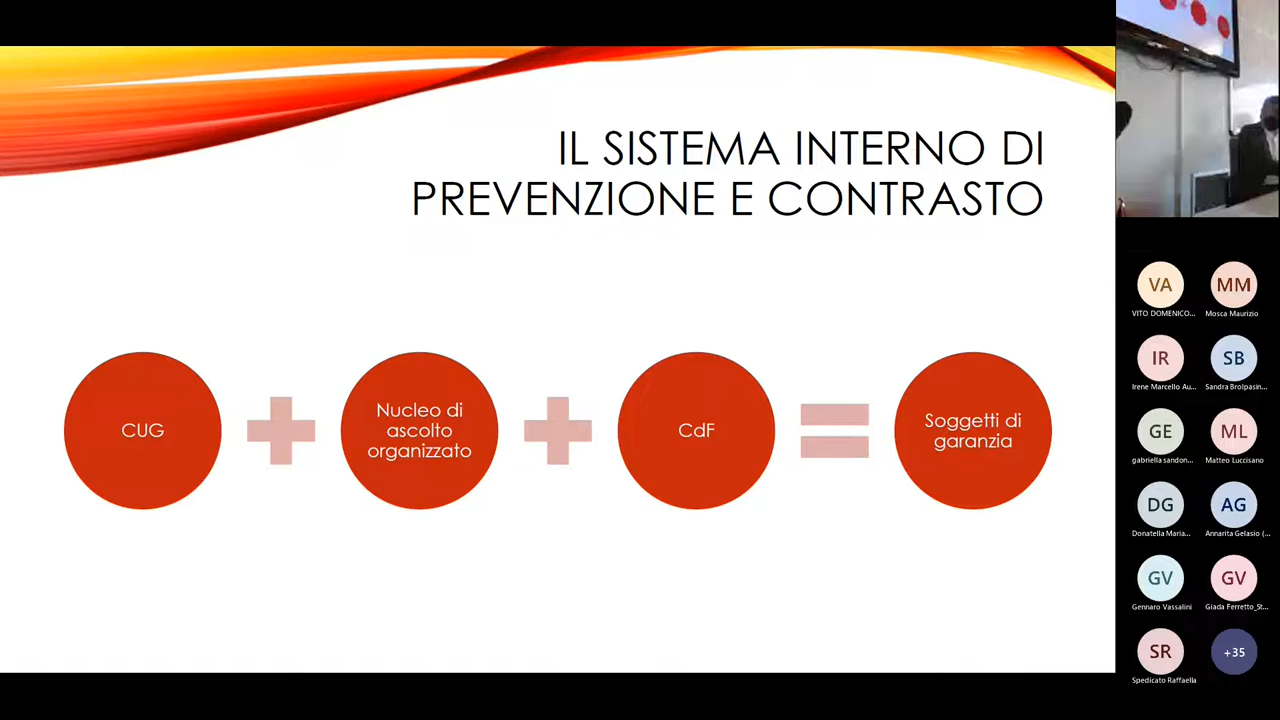 IL SISTEMA INTERNO DI
PREVENZIONE E CONTRASTO
CUG
Nucleo di
ascolto
organizzato
CdF
Soggetti di
garanzia
VA
VITO DOMENICO...
MM
Mosca Maurizio
IR
Irene Marcello Au...
SB
Sandra Brolpasin...
GE
gabriella sandon...
ML
Matteo Luccisano
DG
Donatella Maria...
AG
Annarita Gelasio (...
GV
Gennaro Vassalini
GV
Giada Ferretto_St...
SR
Spedicato Raffaella
+35